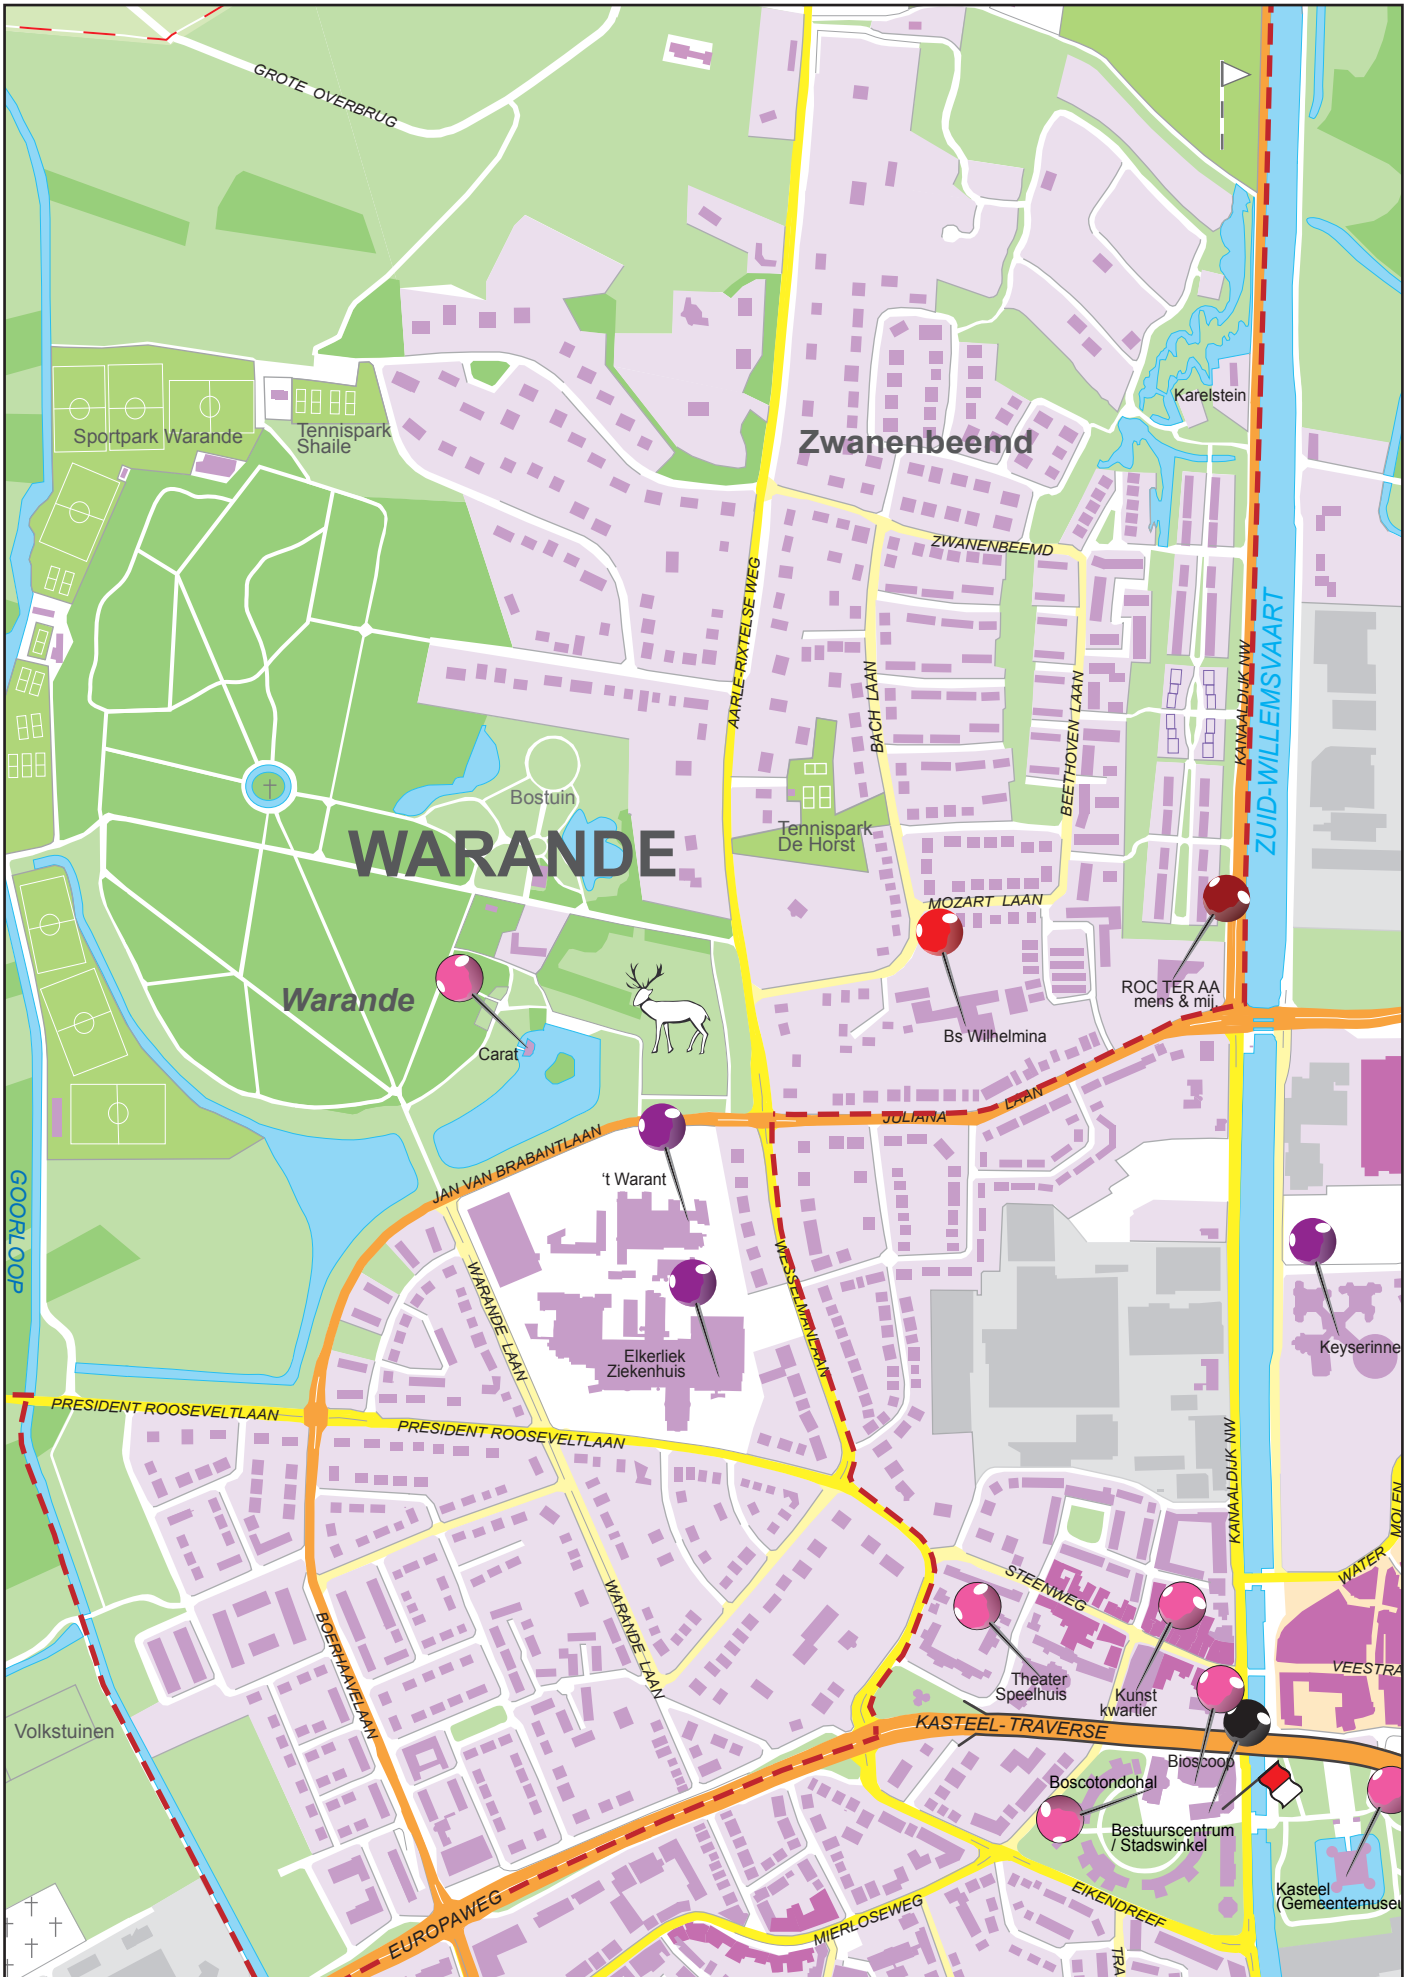 GROTE OVERBRUG
Karelstein
Sportpark Warande
Tennispark
Shaile
Zwanenbeemd
ZWANENBEEMD
AARLE-RIXTELSE WEG
ZUID-WILLEMSVAART
KANAALDIJK NW
BACH LAAN
BEETHOVEN LAAN
Bostuin
WARANDE
Tennispark
De Horst
MOZART LAAN
Warande
ROC TER AA
mens & mij.
Bs Wilhelmina
Carat
JULIANA
LAAN
JAN VAN BRABANTLAAN
't Warant
GOORLOOP
WARANDE LAAN
WESSELMANLAAN
Elkerliek
Ziekenhuis
Keyserinne
PRESIDENT ROOSEVELTLAAN
PRESIDENT ROOSEVELTLAAN
KANAALDIJK NW
MOLEN
WATER
STEENWEG
WARANDE LAAN
BOERHAAVELAAN
Theater
Speelhuis
Kunst
kwartier
VEESTRA
Volkstuinen
KASTEEL-TRAVERSE
Bioscoop
Boscotondohal
Bestuurscentrum
/ Stadswinkel
Kasteel
(Gemeentemuseu
EIKENDREEF
MIERLOSEWEG
EUROPAWEG
TRA